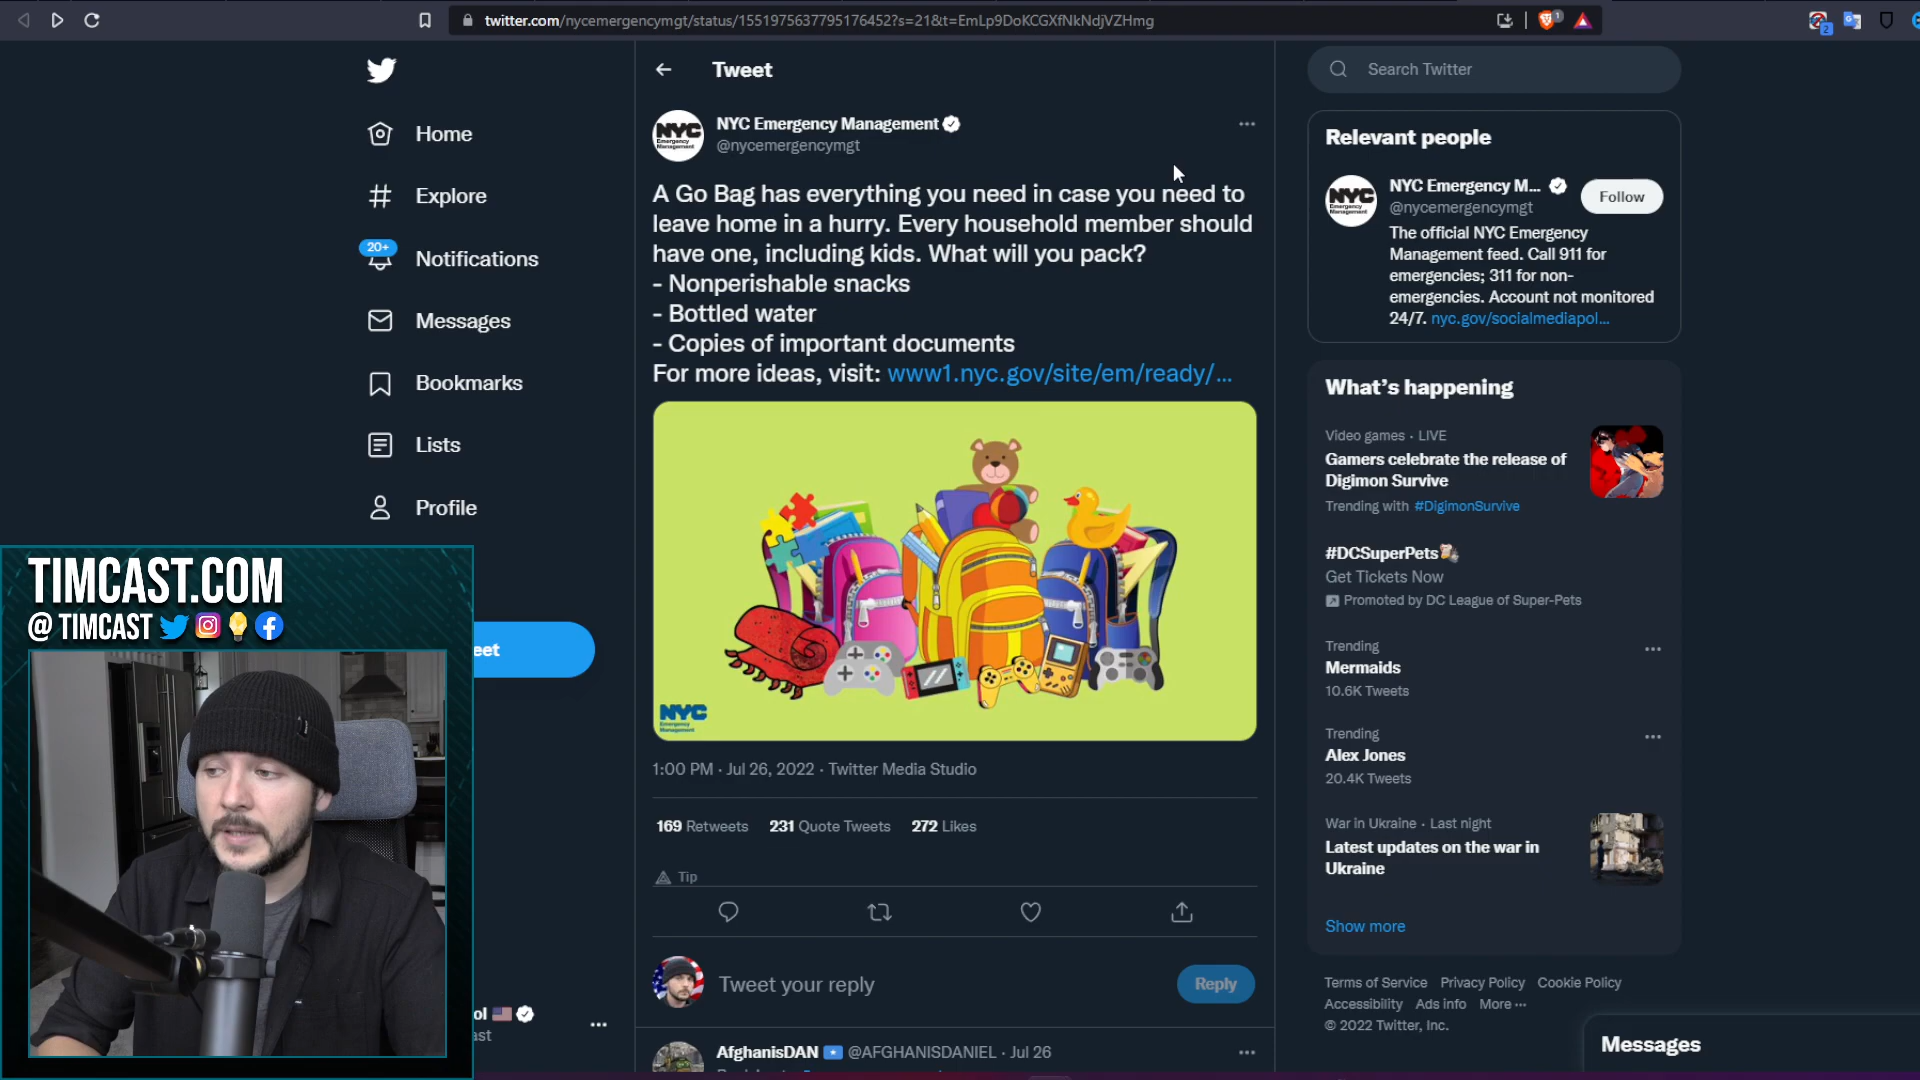 twitter.com/nycemergencymgt/status/1551975637795176452?s=21&t=EmLp9DoKCGXfNkNdjVZHmg
Home
Explore
20+
Notifications
Messages
Bookmarks
Lists
Profile
eet
TIMCAST.COM
@ TIMCAST
ol
ast
Tweet
NYC Emergency Management
@nycemergencymgt
A Go Bag has everything you need in case you need to
leave home in a hurry. Every household member should
have one, including kids. What will you pack?
- Nonperishable snacks
- Bottled water
- Copies of important documents
For more ideas, visit: www1.nyc.gov/site/em/ready/...
NYC
Emergency
Management
1:00 PM · Jul 26, 2022 · Twitter Media Studio
169 Retweets 231 Quote Tweets 272 Likes
Tip
Tweet your reply
Reply
AfghanisDAN @AFGHANISDANIEL · Jul 26
Search Twitter
Relevant people
NYC Emergency M...
@nycemergencymgt
Follow
The official NYC Emergency
Management feed. Call 911 for
emergencies; 311 for non-
emergencies. Account not monitored
24/7. nyc.gov/socialmediapol...
What's happening
Video games · LIVE
Gamers celebrate the release of
Digimon Survive
Trending with #DigimonSurvive
#DCSuperPets
Get Tickets Now
Promoted by DC League of Super-Pets
Trending
Mermaids
10.6K Tweets
Trending
Alex Jones
20.4K Tweets
War in Ukraine · Last night
Latest updates on the war in
Ukraine
Show more
Terms of Service Privacy Policy Cookie Policy
Accessibility Ads info More ...
© 2022 Twitter, Inc.
Messages